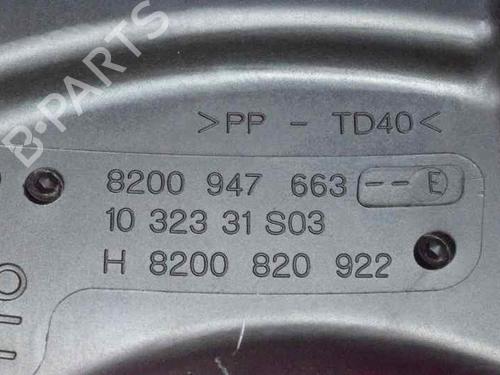 >PP - TD40<
8200 947 663 -- E
10 323 31 S03
H 8200 820 922
B-PARTS